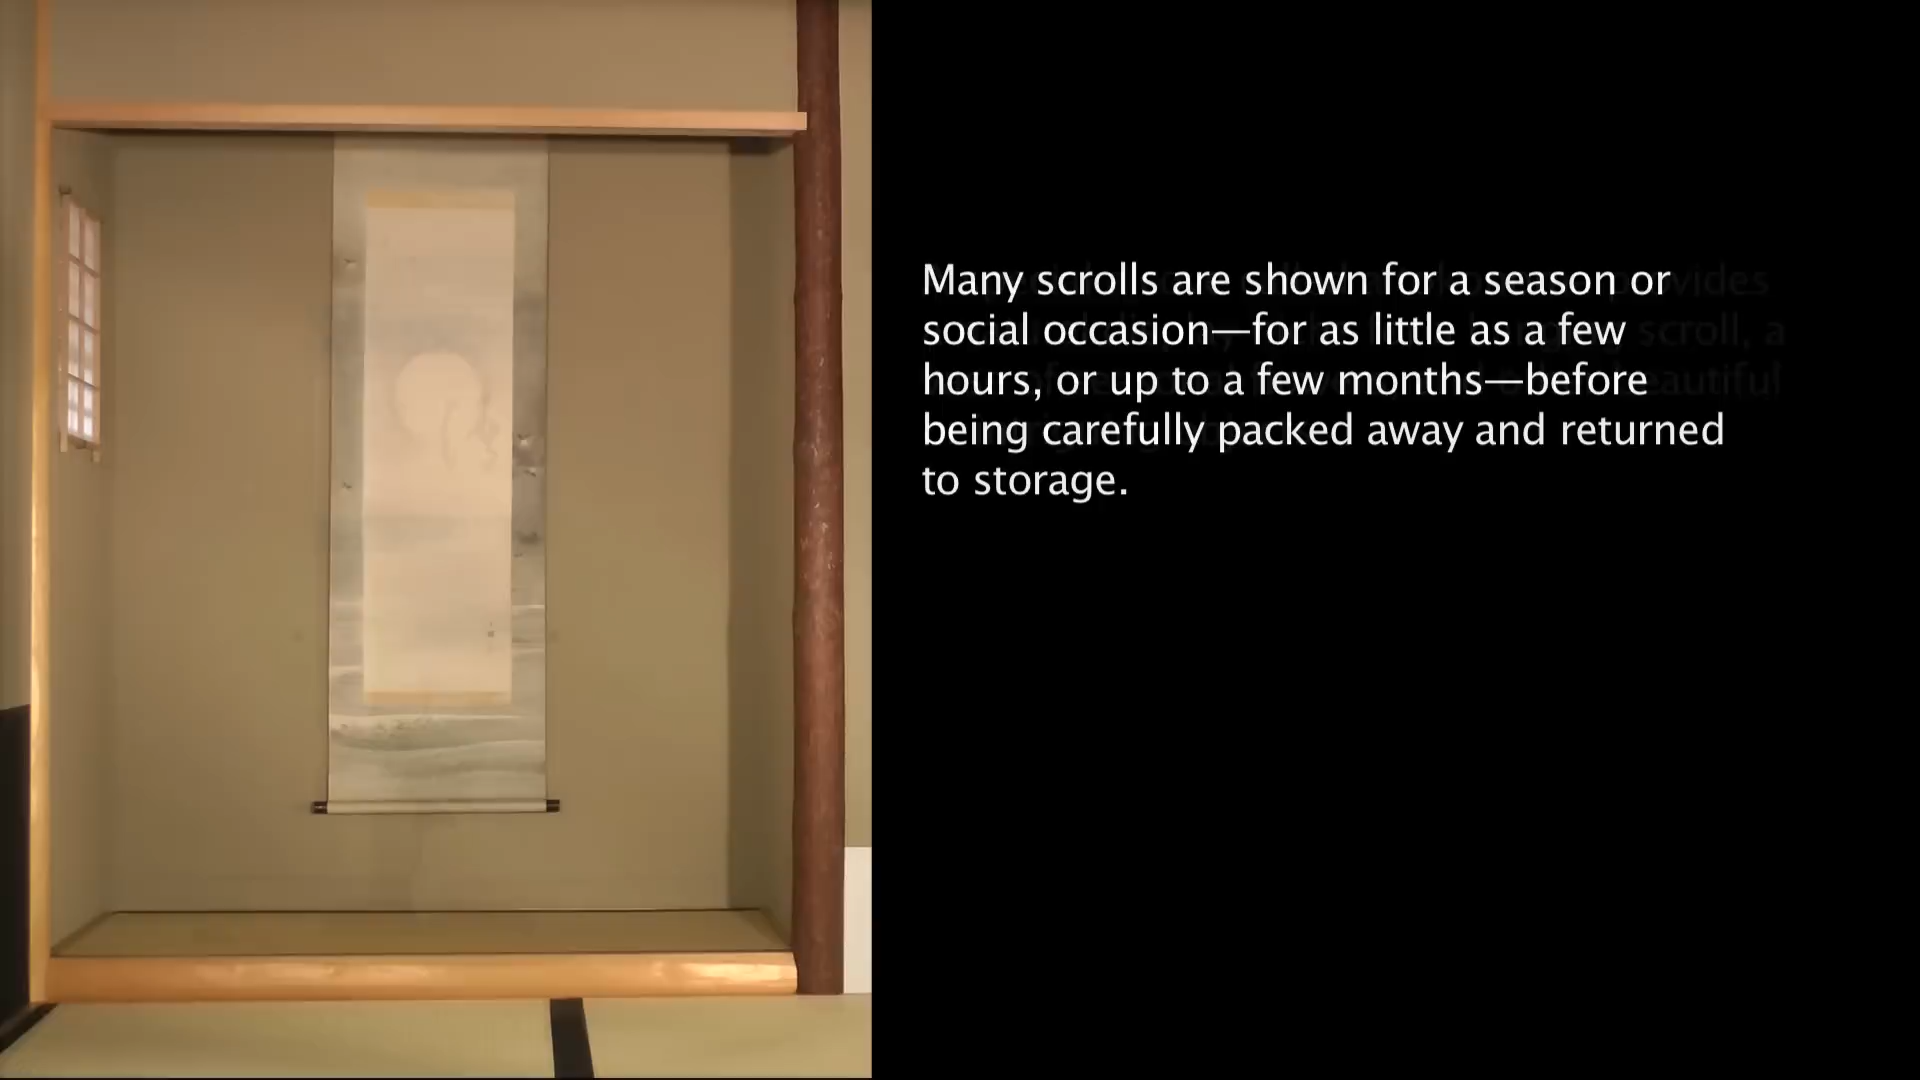 Many scrolls are shown for a season or
social occasion—for as little as a few
hours, or up to a few months—before
being carefully packed away and returned
to storage.